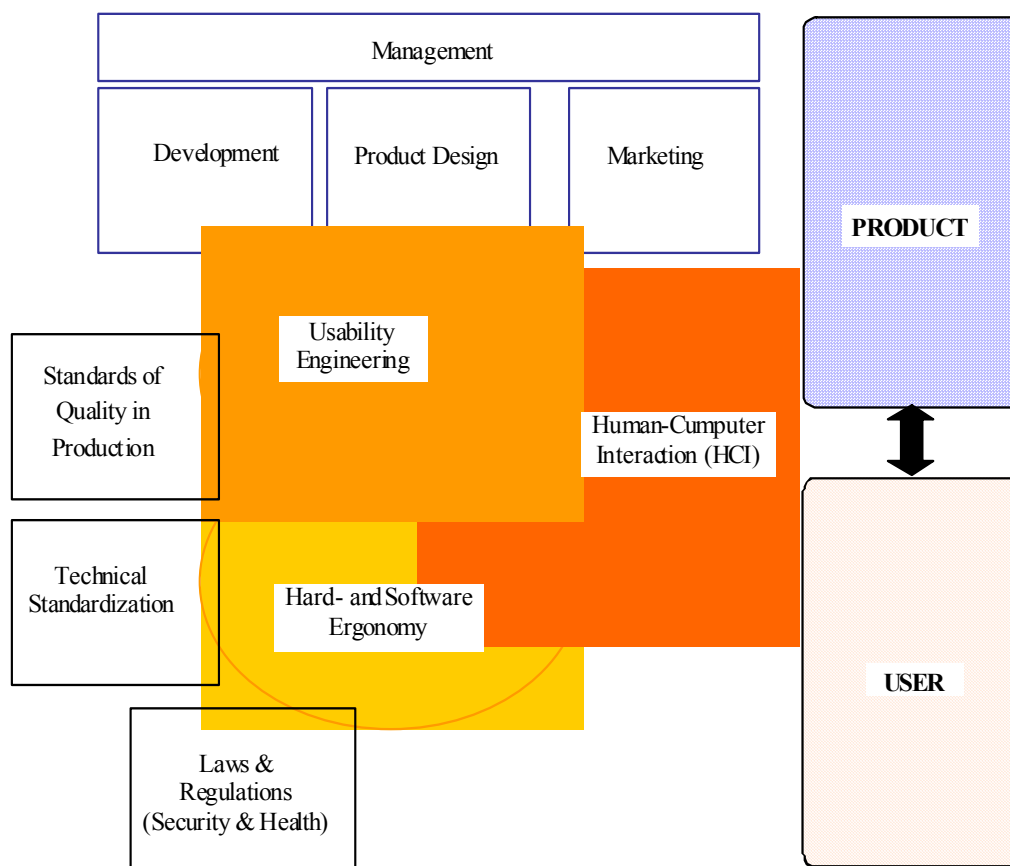 Management
Development
Product Design
Marketing
PRODUCT
Usability
Engineering
Standards of
Quality in
Production
Human-Cumputer
Interaction (HCI)
Technical
Standardization
Hard- and Software
Ergonomy
USER
Laws &
Regulations
(Security & Health)